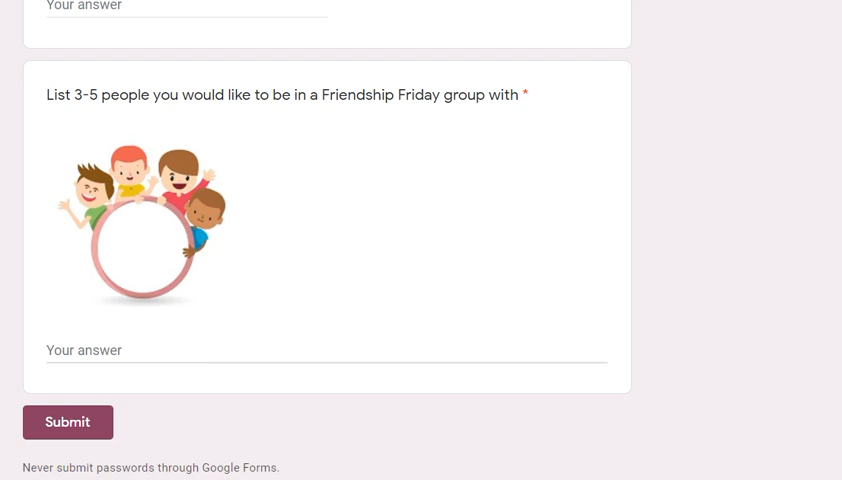 Your answer
List 3-5 people you would like to be in a Friendship Friday group with *
Your answer
Submit
Never submit passwords through Google Forms.